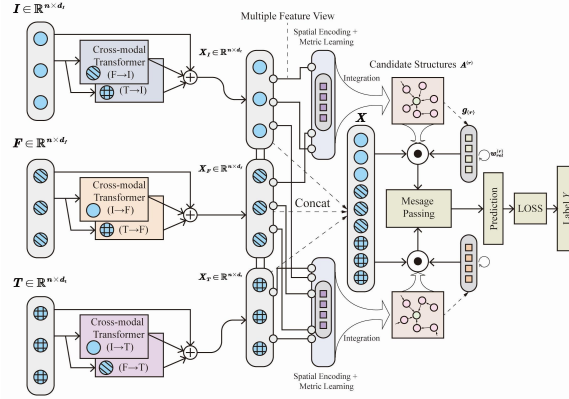 I ∈ ℝ^{n×d_I}
Cross-modal
Transformer
(F→I)
(T→I)
F ∈ ℝ^{n×d_f}
Cross-modal
Transformer
(I→F)
(T→F)
T ∈ ℝ^{n×d_t}
Cross-modal
Transformer
(I→T)
(F→T)
Multiple Feature View
X_I ∈ ℝ^{n×d_I}
X_F ∈ ℝ^{n×d_f}
X_T ∈ ℝ^{n×d_t}
Spatial Encoding +
Metric Learning
Integration
Concat
X
Spatial Encoding +
Metric Learning
Integration
Candidate Structures A^{(r)}
g_{(r)}
Mesage
Passing
Prediction
LOSS
Label Y